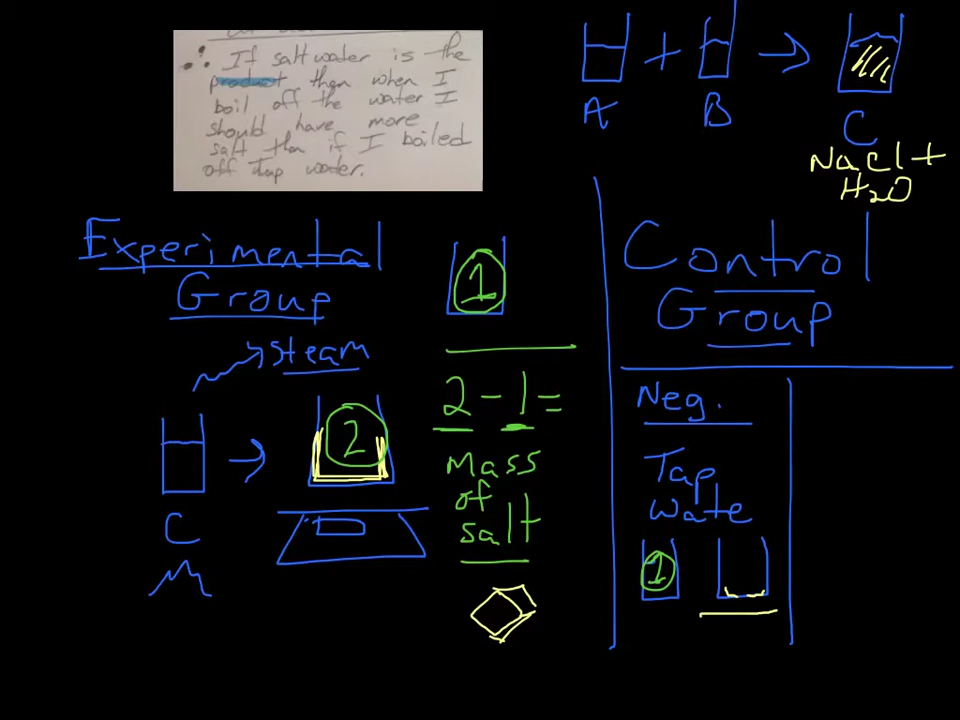 ∴ If salt water is the
product then when I
boil off the water I
should have more
salt than if I boiled
off Tap water.
A + B → C
NaCl +
H2O
Experimental
Group
steam
C
1
2
2 - 1 =
Mass
of
salt
Control
Group
Neg.
Tap
wate
1